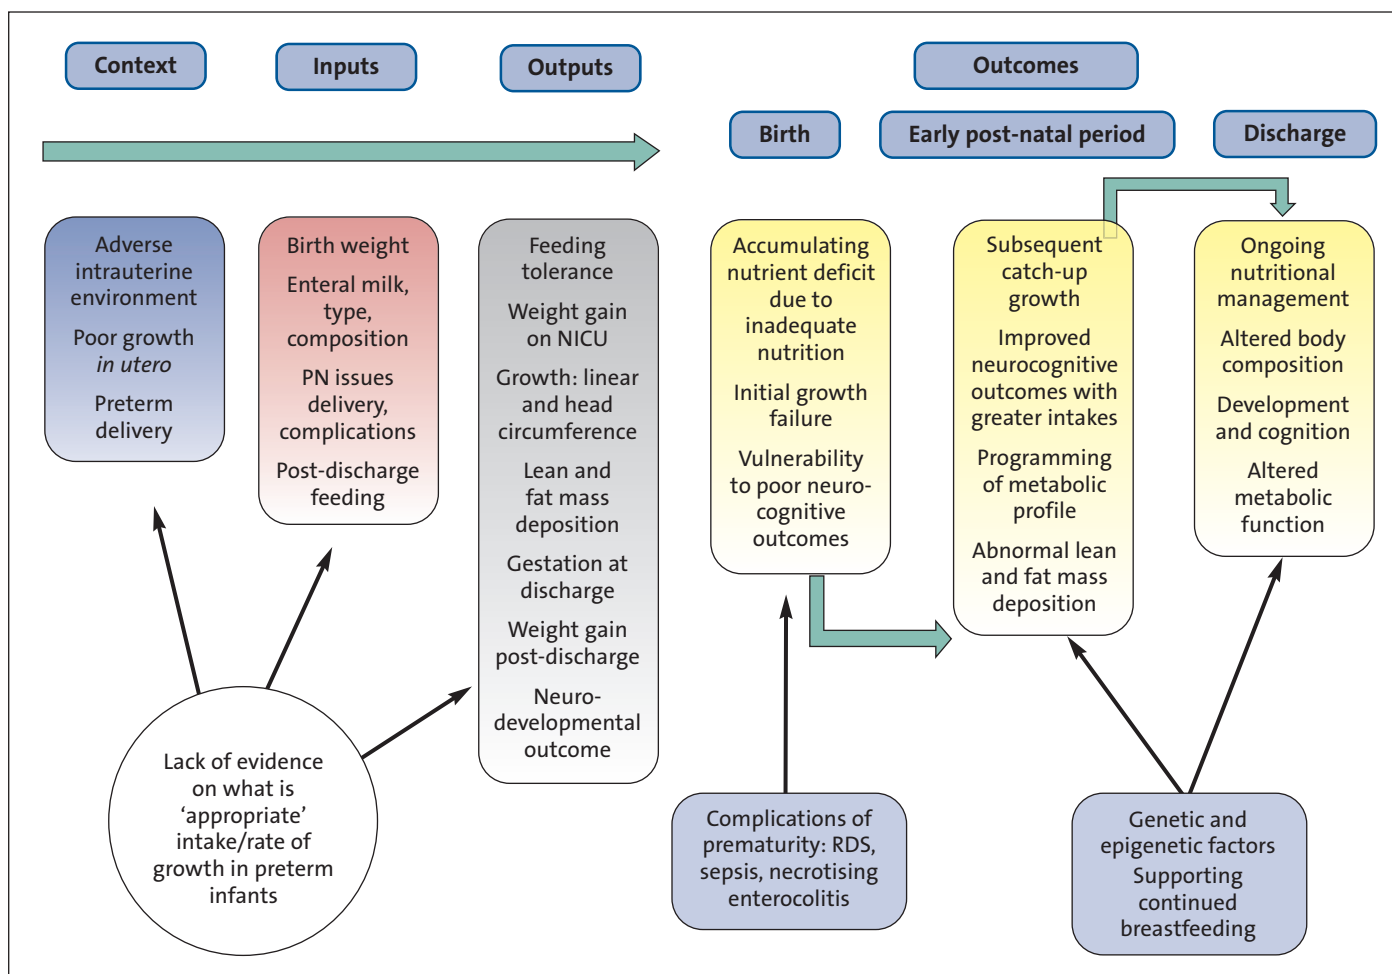 Context
Inputs
Outputs
Outcomes
Birth
Early post-natal period
Discharge
Adverse
intrauterine
environment
Poor growth
in utero
Preterm
delivery
Birth weight
Enteral milk,
type,
composition
PN issues
delivery,
complications
Post-discharge
feeding
Feeding
tolerance
Weight gain
on NICU
Growth: linear
and head
circumference
Lean and
fat mass
deposition
Gestation at
discharge
Weight gain
post-discharge
Neuro-
developmental
outcome
Accumulating
nutrient deficit
due to
inadequate
nutrition
Initial growth
failure
Vulnerability
to poor neuro-
cognitive
outcomes
Subsequent
catch-up
growth
Improved
neurocognitive
outcomes with
greater intakes
Programming
of metabolic
profile
Abnormal lean
and fat mass
deposition
Ongoing
nutritional
management
Altered body
composition
Development
and cognition
Altered
metabolic
function
Lack of evidence
on what is
‘appropriate’
intake/rate of
growth in preterm
infants
Complications of
prematurity: RDS,
sepsis, necrotising
enterocolitis
Genetic and
epigenetic factors
Supporting
continued
breastfeeding